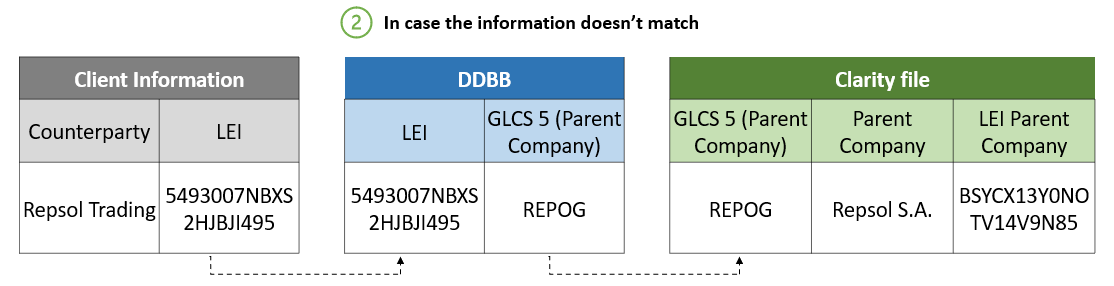 2 In case the information doesn't match
Client Information
DDBB
Clarity file
Counterparty
LEI
LEI
GLCS 5 (Parent
Company)
GLCS 5 (Parent
Company)
Parent
Company
LEI Parent
Company
Repsol Trading
5493007NBXS
2HJBJI495
5493007NBXS
2HJBJI495
REPOG
REPOG
Repsol S.A.
BSYCX13Y0NO
TV14V9N85